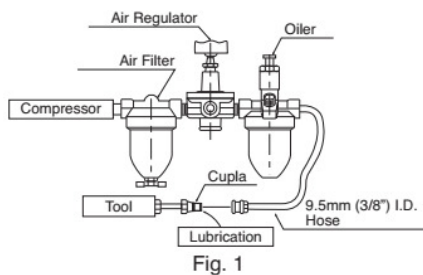 Air Regulator
Oiler
Air Filter
Compressor
Cupla
Tool
9.5mm (3/8") I.D.
Hose
Lubrication
Fig. 1